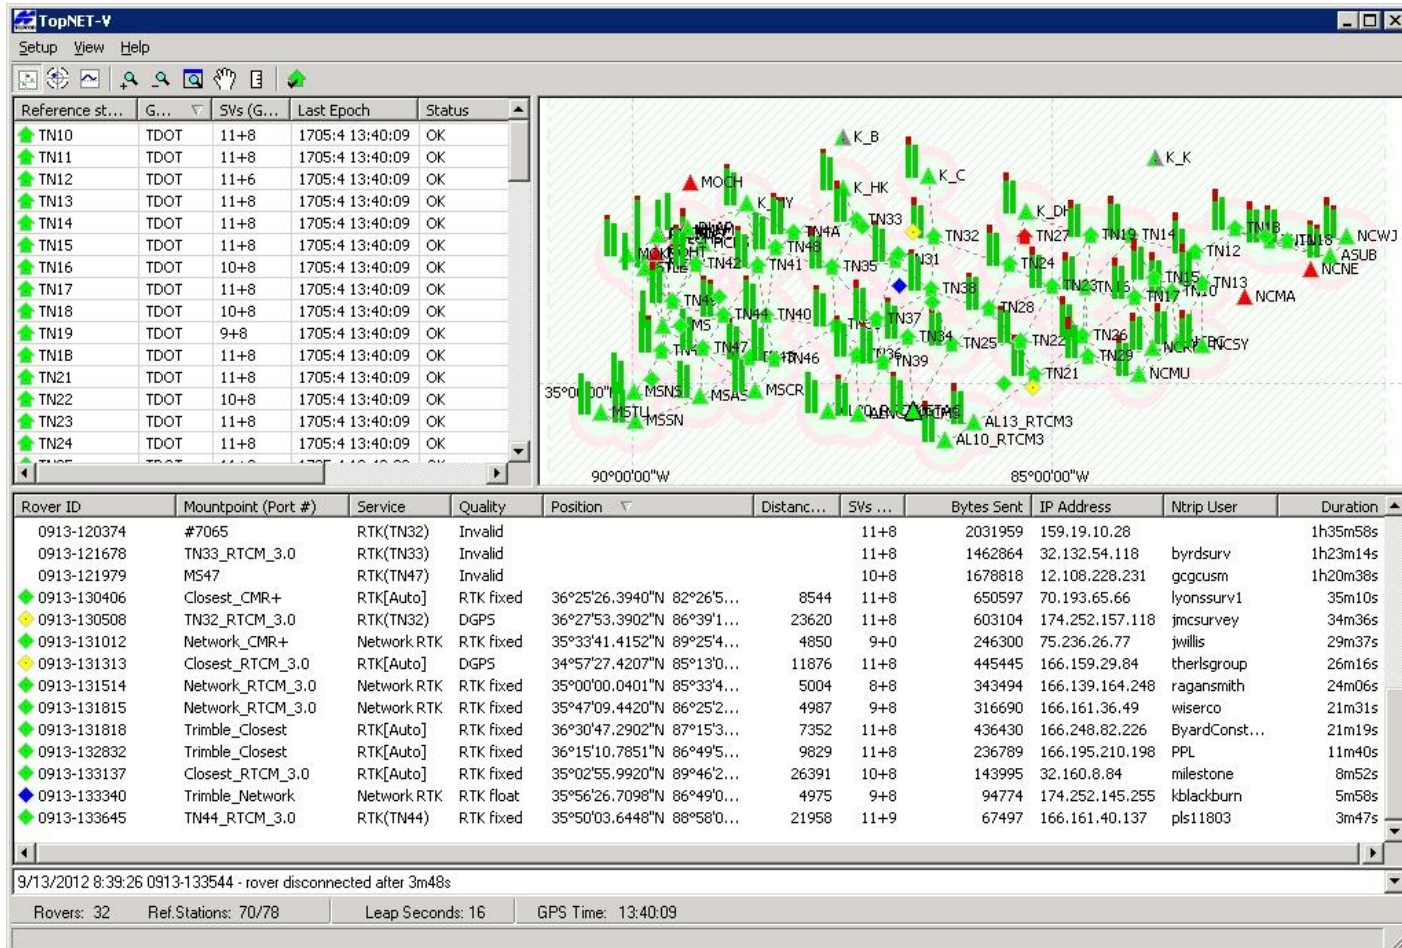 TopNET-V
Setup View Help
Reference st... G... SVs (G... Last Epoch Status
TN10 TDOT 11+8 1705:4 13:40:09 OK
TN11 TDOT 11+8 1705:4 13:40:09 OK
TN12 TDOT 11+6 1705:4 13:40:09 OK
TN13 TDOT 11+8 1705:4 13:40:09 OK
TN14 TDOT 11+8 1705:4 13:40:09 OK
TN15 TDOT 11+8 1705:4 13:40:09 OK
TN16 TDOT 10+8 1705:4 13:40:09 OK
TN17 TDOT 11+8 1705:4 13:40:09 OK
TN18 TDOT 10+8 1705:4 13:40:09 OK
TN19 TDOT 9+8 1705:4 13:40:09 OK
TN1B TDOT 11+8 1705:4 13:40:09 OK
TN21 TDOT 11+8 1705:4 13:40:09 OK
TN22 TDOT 10+8 1705:4 13:40:09 OK
TN23 TDOT 11+8 1705:4 13:40:09 OK
TN24 TDOT 11+8 1705:4 13:40:09 OK
K_B
K_K
MOCH K_C
K_HK
TN33 K_DH
TN4A TN32 TN27 TN19 TN14 TN1B TN18 NCWJ
TN48 TN12 ASUB
TN42 TN41 TN35 TN31 TN24 NCNE
TN38 TN23 TN15 TN13
TN17 NCMA
TN44 TN40 TN37 TN28
MS TN34 TN26
TN47 TN46 TN39 TN25 TN22 TN29 NCSY
TN21 NCMU
35°00'00"N MSNS MSAS MSCR
MSTU MSSN AL13_RTCM3
AL10_RTCM3
90°00'00"W 85°00'00"W
Rover ID Mountpoint (Port #) Service Quality Position Distanc... SVs ... Bytes Sent IP Address Ntrip User Duration
0913-120374 #7065 RTK(TN32) Invalid 11+8 2031959 159.19.10.28 1h35m58s
0913-121678 TN33_RTCM_3.0 RTK(TN33) Invalid 11+8 1462864 32.132.54.118 byrdsurv 1h23m14s
0913-121979 MS47 RTK(TN47) Invalid 10+8 1678818 12.108.228.231 gcgcusm 1h20m38s
0913-130406 Closest_CMR+ RTK[Auto] RTK fixed 36°25'26.3940"N 82°26'5... 8544 11+8 650597 70.193.65.66 lyonssurv1 35m10s
0913-130508 TN32_RTCM_3.0 RTK(TN32) DGPS 36°27'53.3902"N 86°39'1... 23620 11+8 603104 174.252.157.118 jmcsurvey 34m36s
0913-131012 Network_CMR+ Network RTK RTK fixed 35°33'41.4152"N 89°25'4... 4850 9+0 246300 75.236.26.77 jwillis 29m37s
0913-131313 Closest_RTCM_3.0 RTK[Auto] DGPS 34°57'27.4207"N 85°13'0... 11876 11+8 445445 166.159.29.84 therlsgroup 26m16s
0913-131514 Network_RTCM_3.0 Network RTK RTK fixed 35°00'00.0401"N 85°33'4... 5004 8+8 343494 166.139.164.248 ragansmith 24m06s
0913-131815 Network_RTCM_3.0 Network RTK RTK fixed 35°47'09.4420"N 86°25'2... 4987 9+8 316690 166.161.36.49 wiserco 21m31s
0913-131818 Trimble_Closest RTK[Auto] RTK fixed 36°30'47.2902"N 87°15'3... 7352 11+8 436430 166.248.82.226 ByardConst... 21m19s
0913-132832 Trimble_Closest RTK[Auto] RTK fixed 36°15'10.7851"N 86°49'5... 9829 11+8 236789 166.195.210.198 PPL 11m40s
0913-133137 Closest_RTCM_3.0 RTK[Auto] RTK fixed 35°02'55.9920"N 89°46'2... 26391 10+8 143995 32.160.8.84 milestone 8m52s
0913-133340 Trimble_Network Network RTK RTK float 35°56'26.7098"N 86°49'0... 4975 9+8 94774 174.252.145.255 kblackburn 5m58s
0913-133645 TN44_RTCM_3.0 RTK(TN44) RTK fixed 35°50'03.6448"N 88°58'0... 21958 11+9 67497 166.161.40.137 pls11803 3m47s
9/13/2012 8:39:26 0913-133544 - rover disconnected after 3m48s
Rovers: 32 Ref.Stations: 70/78 Leap Seconds: 16 GPS Time: 13:40:09